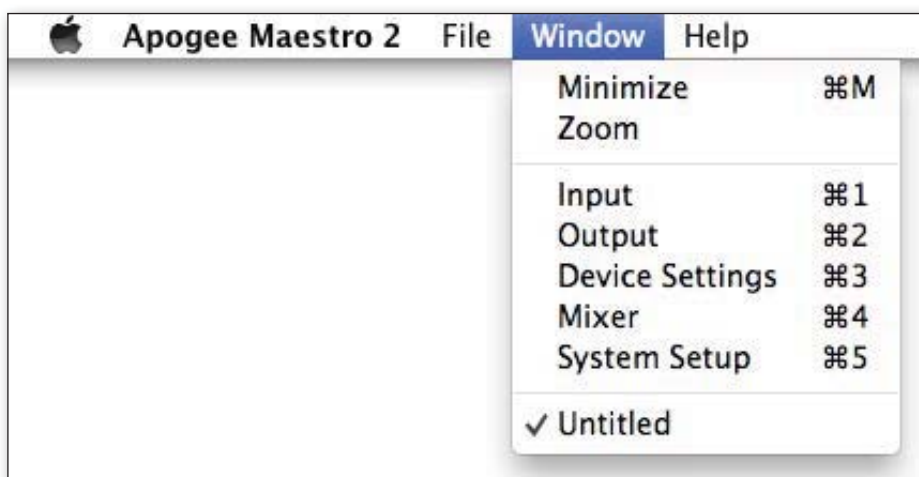 Apogee Maestro 2 File Window Help
Minimize ⌘M
Zoom
Input ⌘1
Output ⌘2
Device Settings ⌘3
Mixer ⌘4
System Setup ⌘5
✓ Untitled